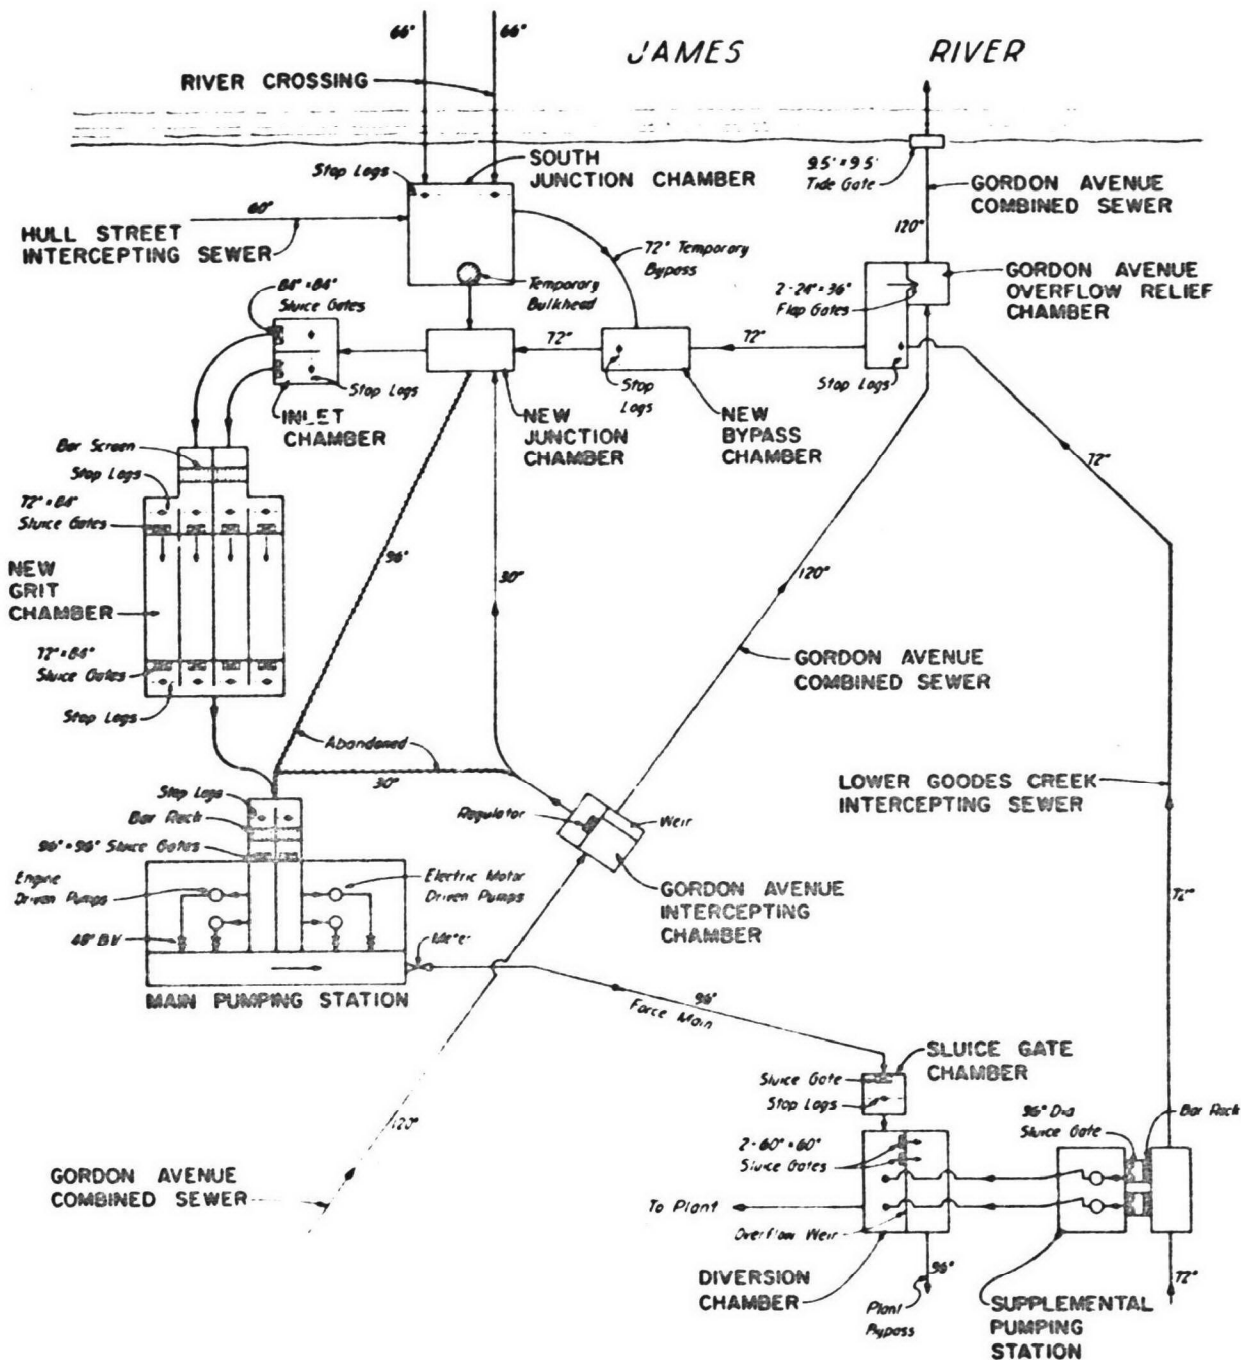 66"
66"
JAMES RIVER
RIVER CROSSING
SOUTH
JUNCTION CHAMBER
Stop Logs
9.5' × 9.5'
Tide Gate
GORDON AVENUE
COMBINED SEWER
60"
HULL STREET
INTERCEPTING SEWER
120"
72" Temporary
Bypass
84" × 84"
Sluice Gates
Temporary
Bulkhead
2-24" × 36"
Flap Gates
GORDON AVENUE
OVERFLOW RELIEF
CHAMBER
72"
72"
Stop Logs
Stop
Logs
Stop Logs
INLET
CHAMBER
NEW
JUNCTION
CHAMBER
NEW
BYPASS
CHAMBER
Bar Screen
Stop Logs
72"
72" × 84"
Sluice Gates
96"
30"
120"
NEW
GRIT
CHAMBER
72" × 84"
Sluice Gates
GORDON AVENUE
COMBINED SEWER
Stop Logs
Abandoned
30"
LOWER GOODES CREEK
INTERCEPTING SEWER
Stop Logs
Bar Rack
Regulator
Weir
96" × 96" Sluice Gates
Engine
Driven Pumps
Electric Motor
Driven Pumps
GORDON AVENUE
INTERCEPTING
CHAMBER
72"
48" BV
Meter
MAIN PUMPING STATION
96"
Force Main
SLUICE GATE
CHAMBER
Sluice Gate
Stop Logs
96" Dia
Sluice Gate
Bar Rack
120"
2-60" × 60"
Sluice Gates
GORDON AVENUE
COMBINED SEWER
To Plant
Overflow Weir
DIVERSION
CHAMBER
96"
72"
Plant
Bypass
SUPPLEMENTAL
PUMPING
STATION